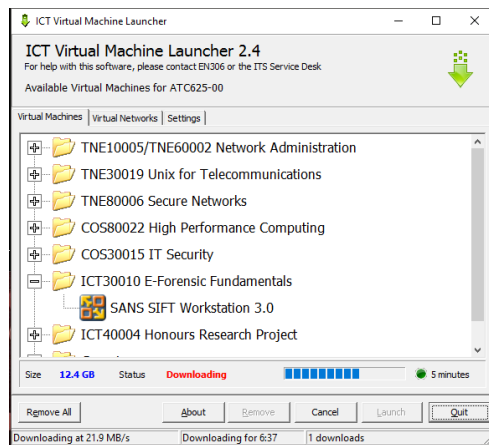 ICT Virtual Machine Launcher
ICT Virtual Machine Launcher 2.4
For help with this software, please contact EN306 or the ITS Service Desk
Available Virtual Machines for ATC625-00
Virtual Machines Virtual Networks Settings
TNE10005/TNE60002 Network Administration
TNE30019 Unix for Telecommunications
TNE80006 Secure Networks
COS80022 High Performance Computing
COS30015 IT Security
ICT30010 E-Forensic Fundamentals
SANS SIFT Workstation 3.0
ICT40004 Honours Research Project
Size 12.4 GB Status Downloading 5 minutes
Remove All About Remove Cancel Launch Quit
Downloading at 21.9 MB/s Downloading for 6:37 1 downloads